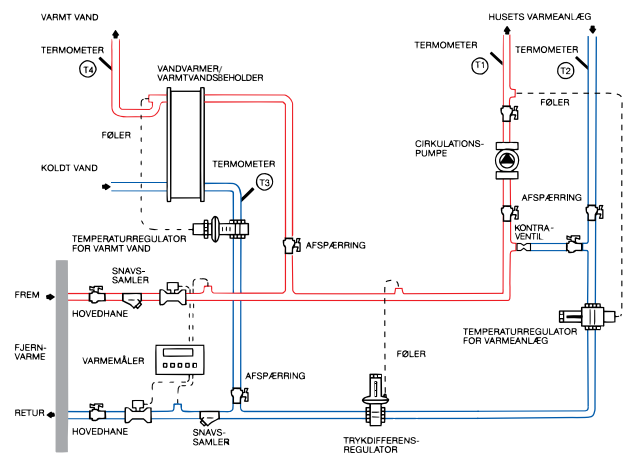 VARMT VAND
HUSETS VARMEANLÆG
TERMOMETER
T4
VANDVARMER/
VARMTVANDSBEHOLDER
TERMOMETER
T1
TERMOMETER
T2
FØLER
FØLER
CIRKULATIONS-
PUMPE
KOLDT VAND
TERMOMETER
T3
AFSPÆRRING
KONTRA-
VENTIL
TEMPERATURREGULATOR
FOR VARMT VAND
AFSPÆRRING
SNAVS-
SAMLER
FREM
HOVEDHANE
TEMPERATURREGULATOR
FOR VARMEANLÆG
FJERN-
VARME
VARMEMÅLER
FØLER
AFSPÆRRING
RETUR
HOVEDHANE
SNAVS-
SAMLER
TRYKDIFFERENS-
REGULATOR